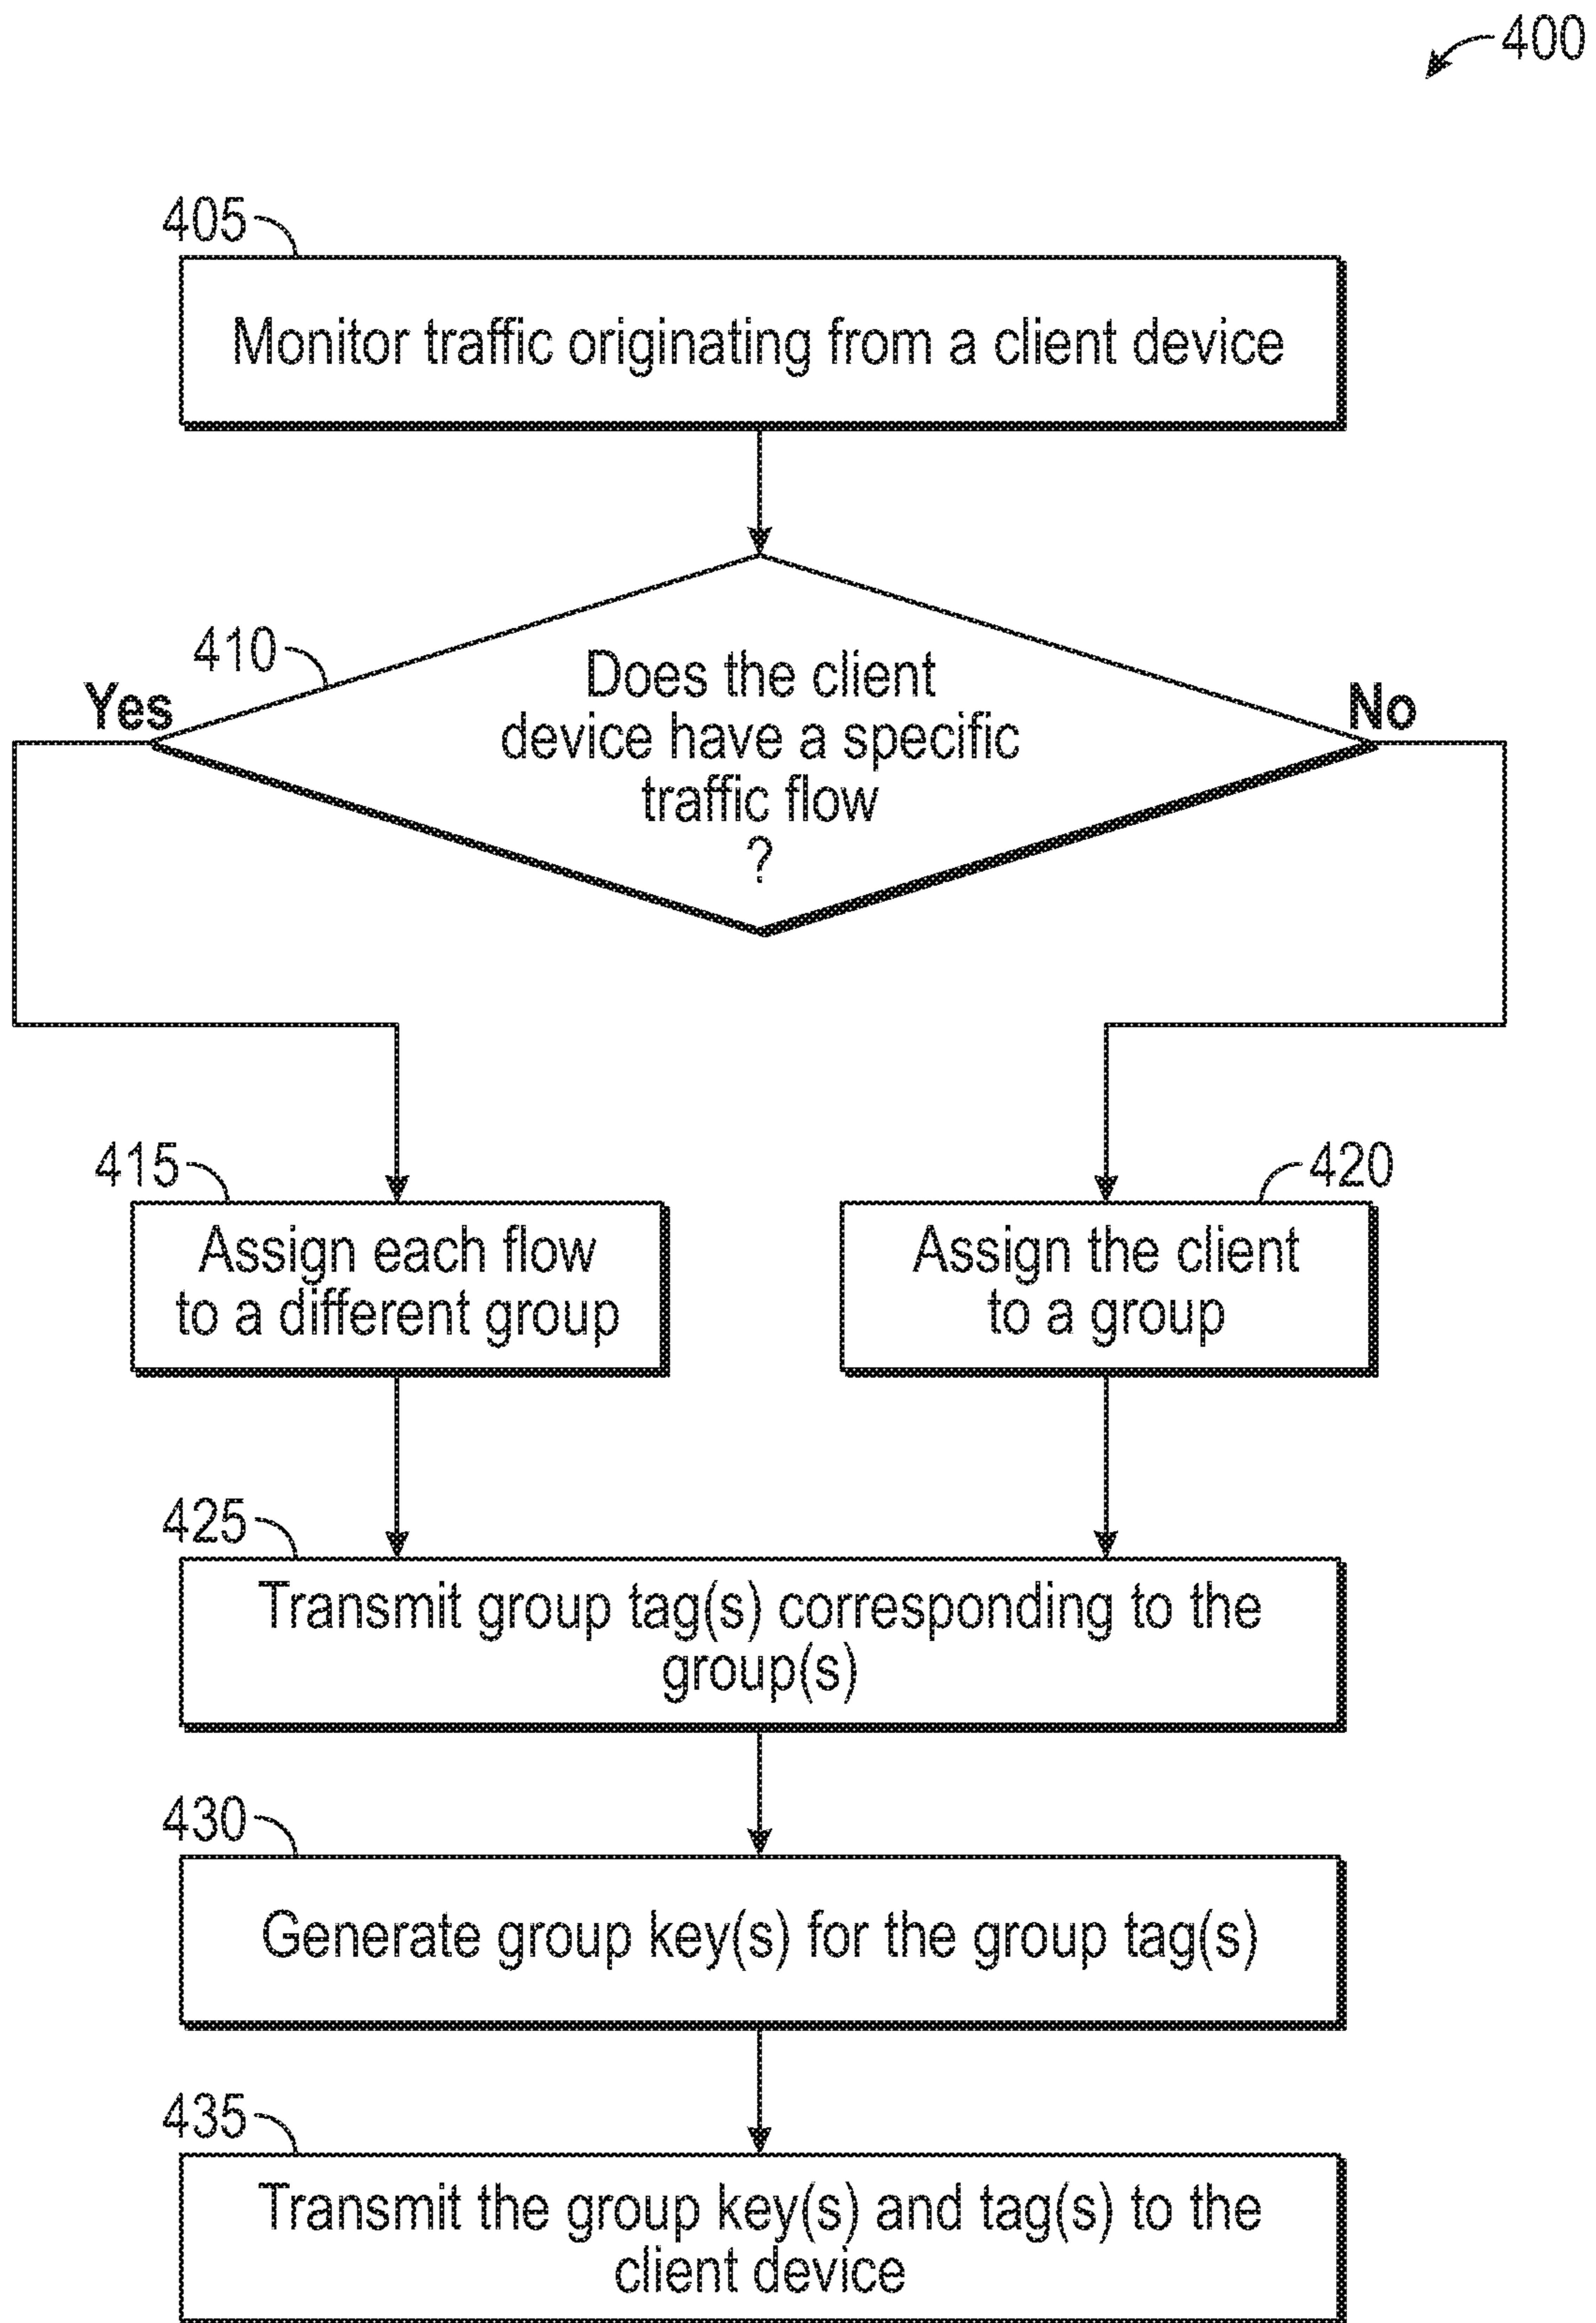 400
405
Monitor traffic originating from a client device
410
Yes
No
Does the client
device have a specific
traffic flow
?
415
420
Assign each flow
to a different group
Assign the client
to a group
425
Transmit group tag(s) corresponding to the
group(s)
430
Generate group key(s) for the group tag(s)
435
Transmit the group key(s) and tag(s) to the
client device